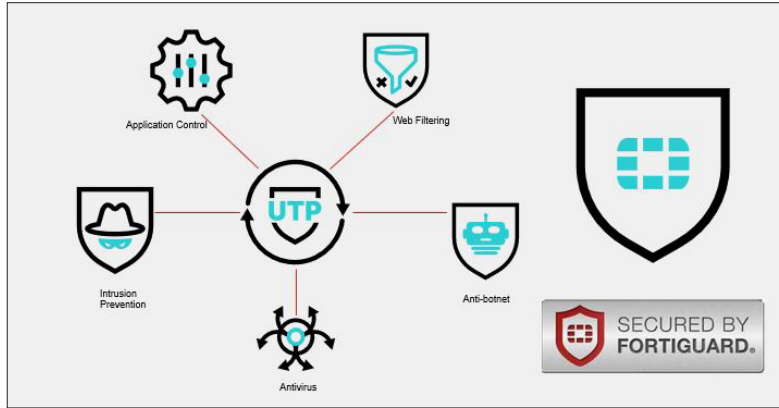 Application Control
Web Filtering
UTP
Intrusion
Prevention
Anti-botnet
Antivirus
SECURED BY
FORTIGUARD®